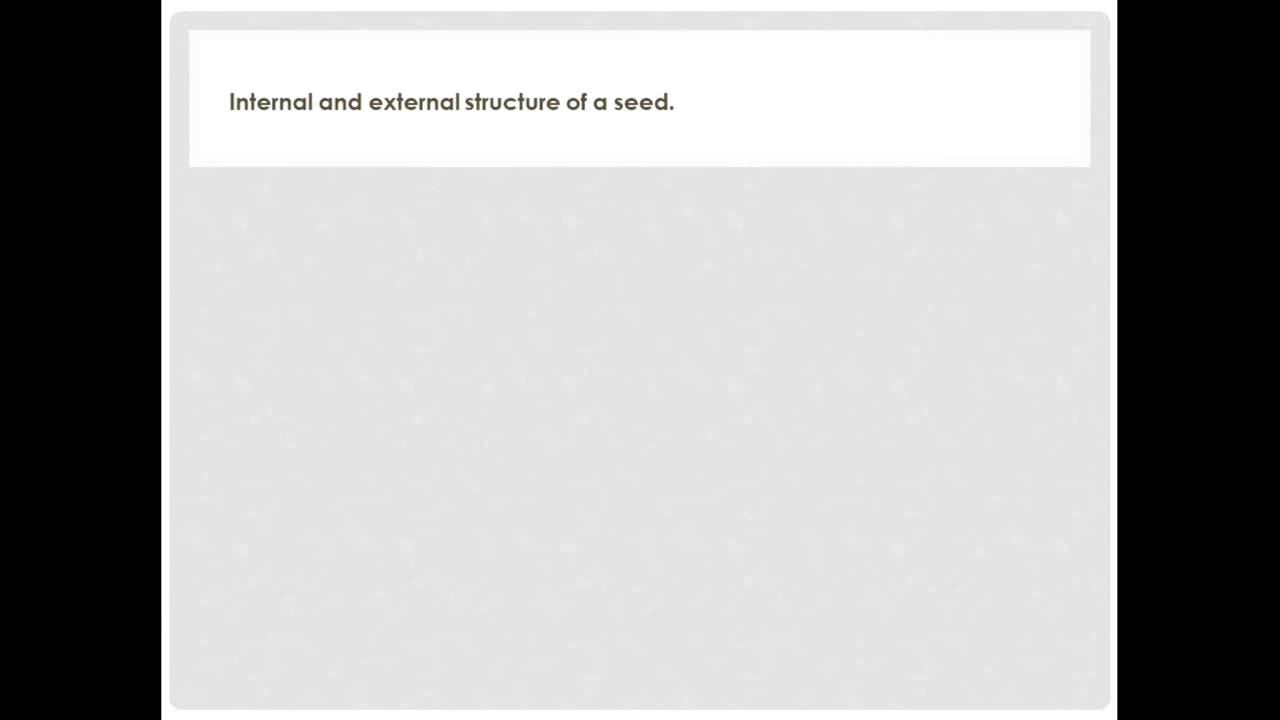 Internal and external structure of a seed.